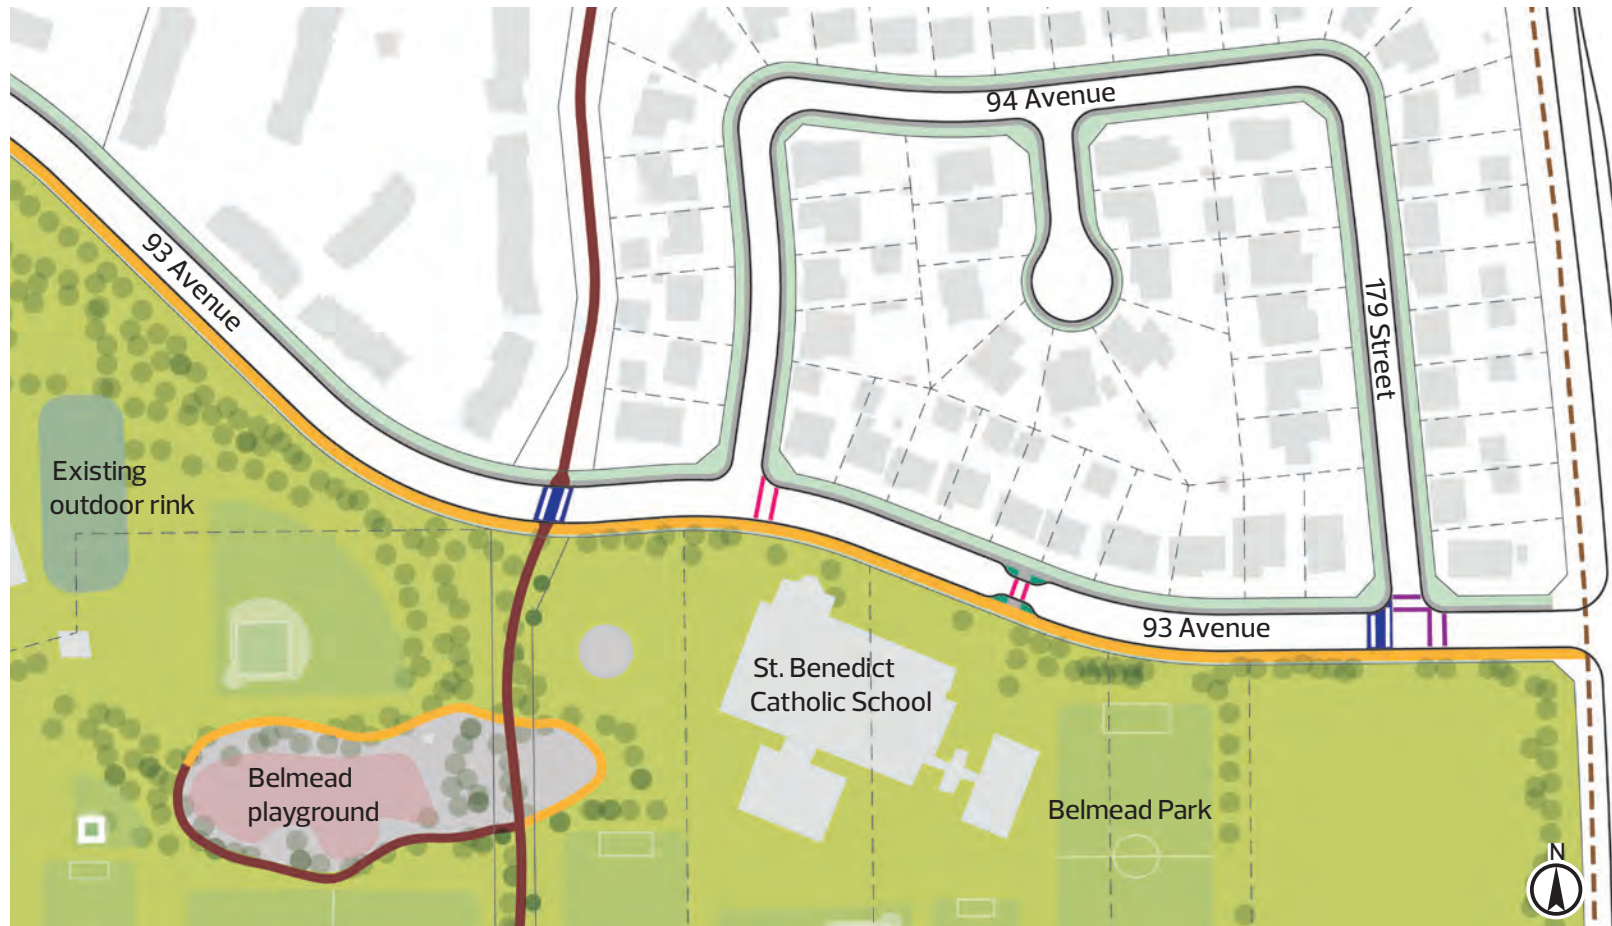 94 Avenue
93 Avenue
179 Street
Existing
outdoor rink
93 Avenue
St. Benedict
Catholic School
Belmead
playground
Belmead Park
N